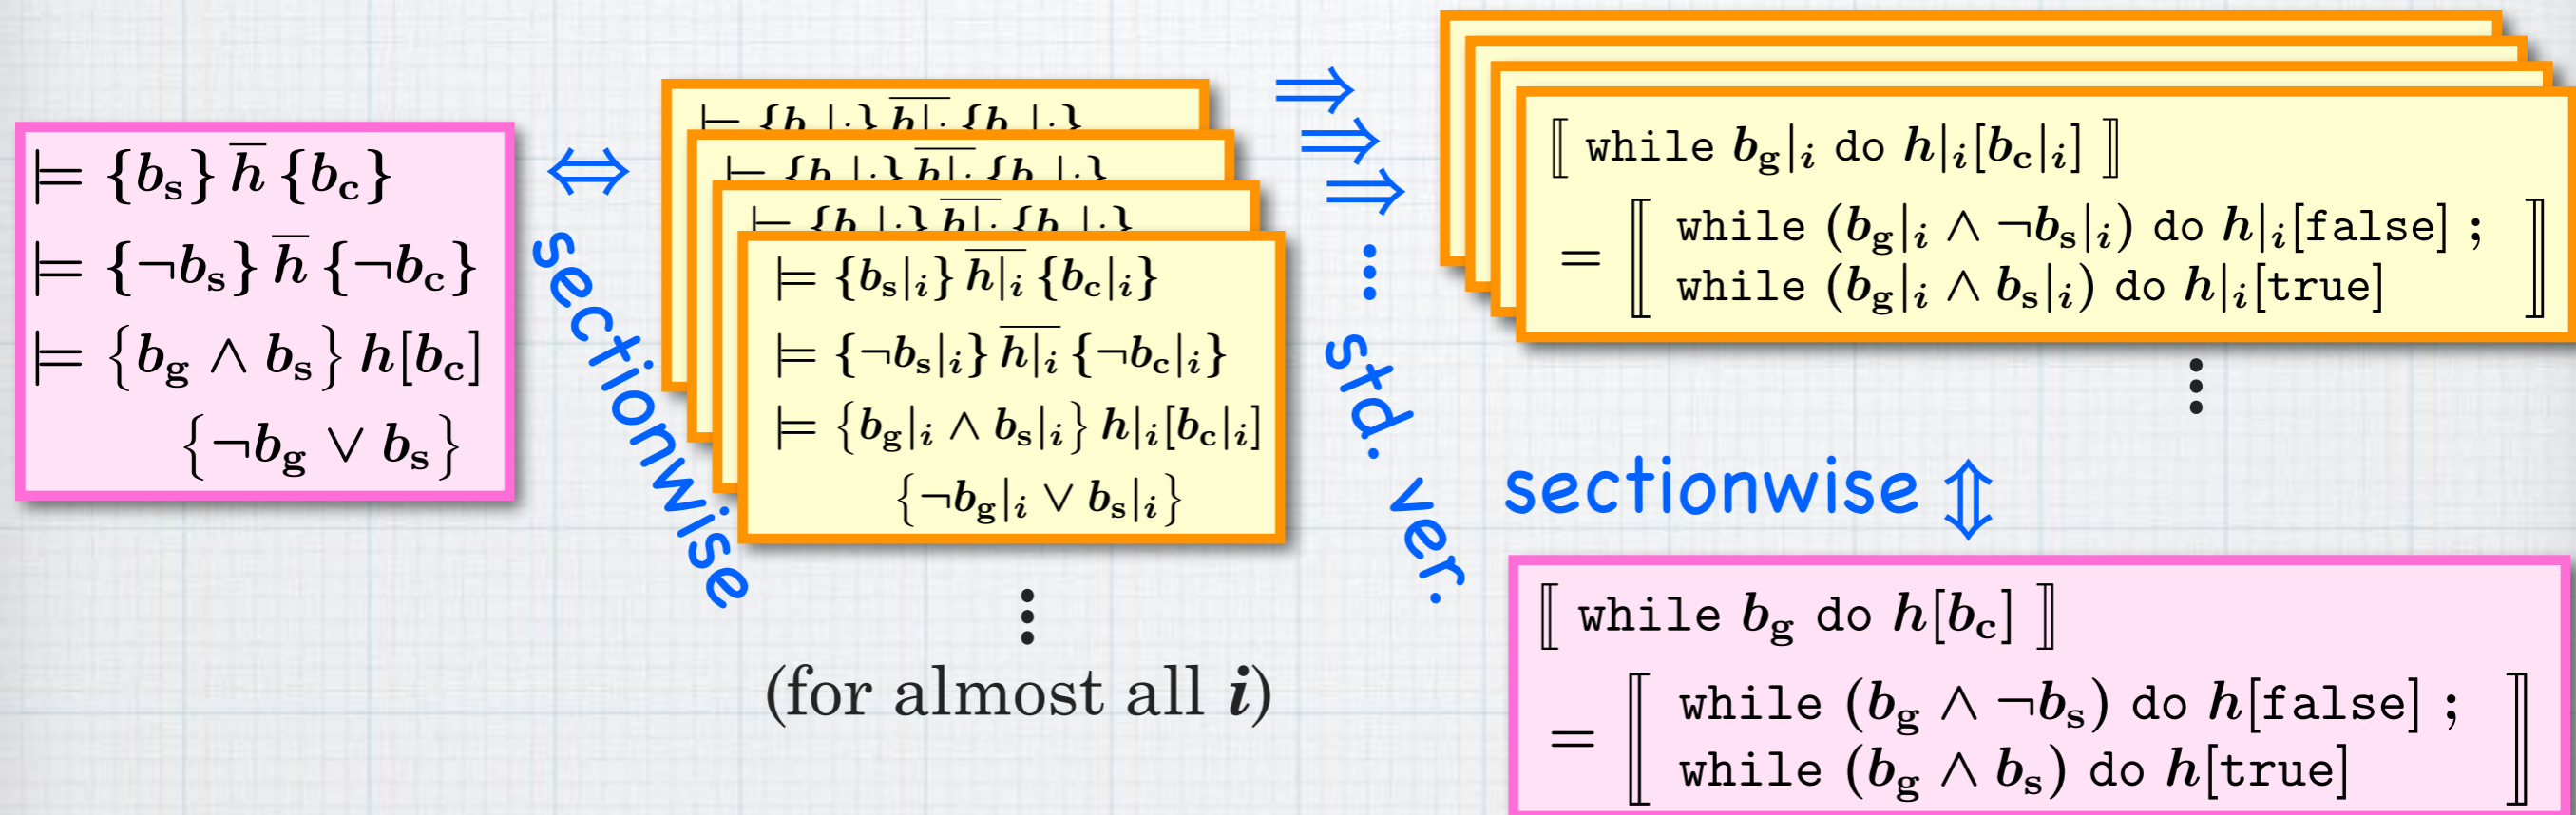 ⊨ {b_s} h̅ {b_c}
⊨ {¬b_s} h̅ {¬b_c}
⊨ {b_g ∧ b_s} h[b_c]
{¬b_g ∨ b_s}
⇔
sectionwise
⊨ {b_s|_i} \overline{h|_i} {b_c|_i}
⊨ {¬b_s|_i} \overline{h|_i} {¬b_c|_i}
⊨ {b_g|_i ∧ b_s|_i} h|_i[b_c|_i]
{¬b_g|_i ∨ b_s|_i}
⋮
(for almost all i)
⇒
⇒
⇒
⋮
std. ver.
⟦ while b_g|_i do h|_i[b_c|_i] ⟧
= ⟦ while (b_g|_i ∧ ¬b_s|_i) do h|_i[false] ;
while (b_g|_i ∧ b_s|_i) do h|_i[true] ⟧
⋮
sectionwise ⇕
⟦ while b_g do h[b_c] ⟧
= ⟦ while (b_g ∧ ¬b_s) do h[false] ;
while (b_g ∧ b_s) do h[true] ⟧